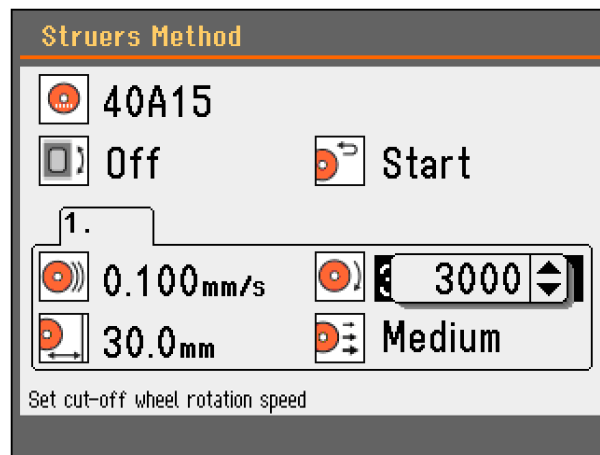 Struers Method
40A15
Off Start
1.
0.100mm/s 3000
30.0mm Medium
Set cut-off wheel rotation speed